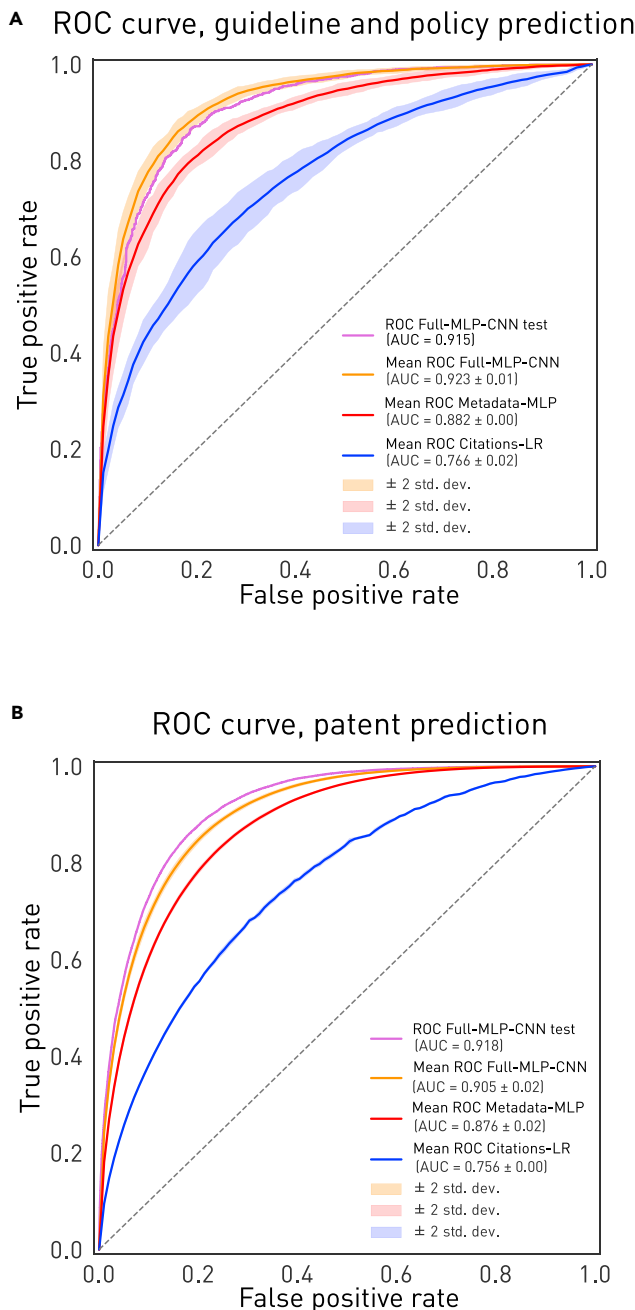 A
ROC curve, guideline and policy prediction
1.0
0.8
0.6
0.4
0.2
0.0
True positive rate
ROC Full-MLP-CNN test
(AUC = 0.915)
Mean ROC Full-MLP-CNN
(AUC = 0.923 ± 0.01)
Mean ROC Metadata-MLP
(AUC = 0.882 ± 0.00)
Mean ROC Citations-LR
(AUC = 0.766 ± 0.02)
± 2 std. dev.
± 2 std. dev.
± 2 std. dev.
0.0 0.2 0.4 0.6 0.8 1.0
False positive rate
B
ROC curve, patent prediction
1.0
0.8
0.6
0.4
0.2
0.0
True positive rate
ROC Full-MLP-CNN test
(AUC = 0.918)
Mean ROC Full-MLP-CNN
(AUC = 0.905 ± 0.02)
Mean ROC Metadata-MLP
(AUC = 0.876 ± 0.02)
Mean ROC Citations-LR
(AUC = 0.756 ± 0.00)
± 2 std. dev.
± 2 std. dev.
± 2 std. dev.
0.0 0.2 0.4 0.6 0.8 1.0
False positive rate